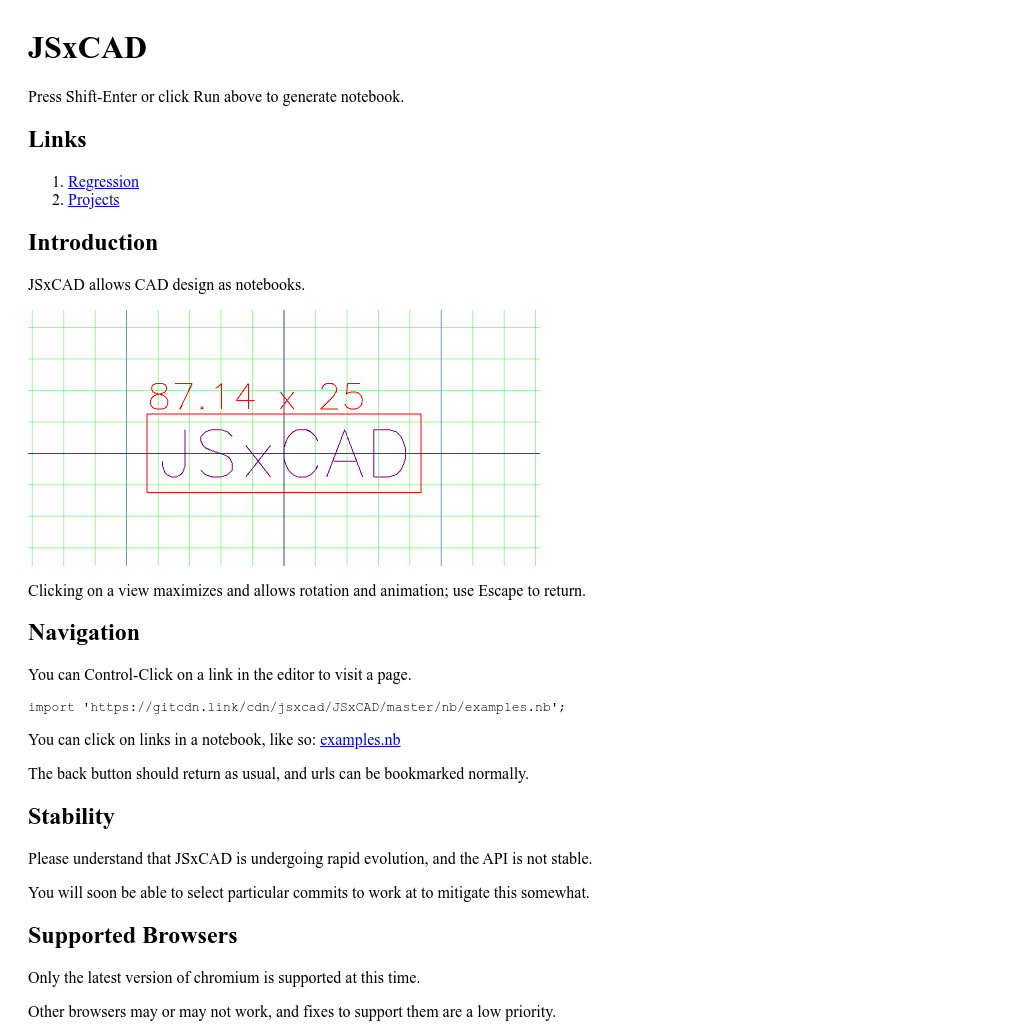 JSxCAD
Press Shift-Enter or click Run above to generate notebook.
Links
1. Regression
2. Projects
Introduction
JSxCAD allows CAD design as notebooks.
87.14 x 25
JSxCAD
Clicking on a view maximizes and allows rotation and animation; use Escape to return.
Navigation
You can Control-Click on a link in the editor to visit a page.
import 'https://gitcdn.link/cdn/jsxcad/JSxCAD/master/nb/examples.nb';
You can click on links in a notebook, like so: examples.nb
The back button should return as usual, and urls can be bookmarked normally.
Stability
Please understand that JSxCAD is undergoing rapid evolution, and the API is not stable.
You will soon be able to select particular commits to work at to mitigate this somewhat.
Supported Browsers
Only the latest version of chromium is supported at this time.
Other browsers may or may not work, and fixes to support them are a low priority.